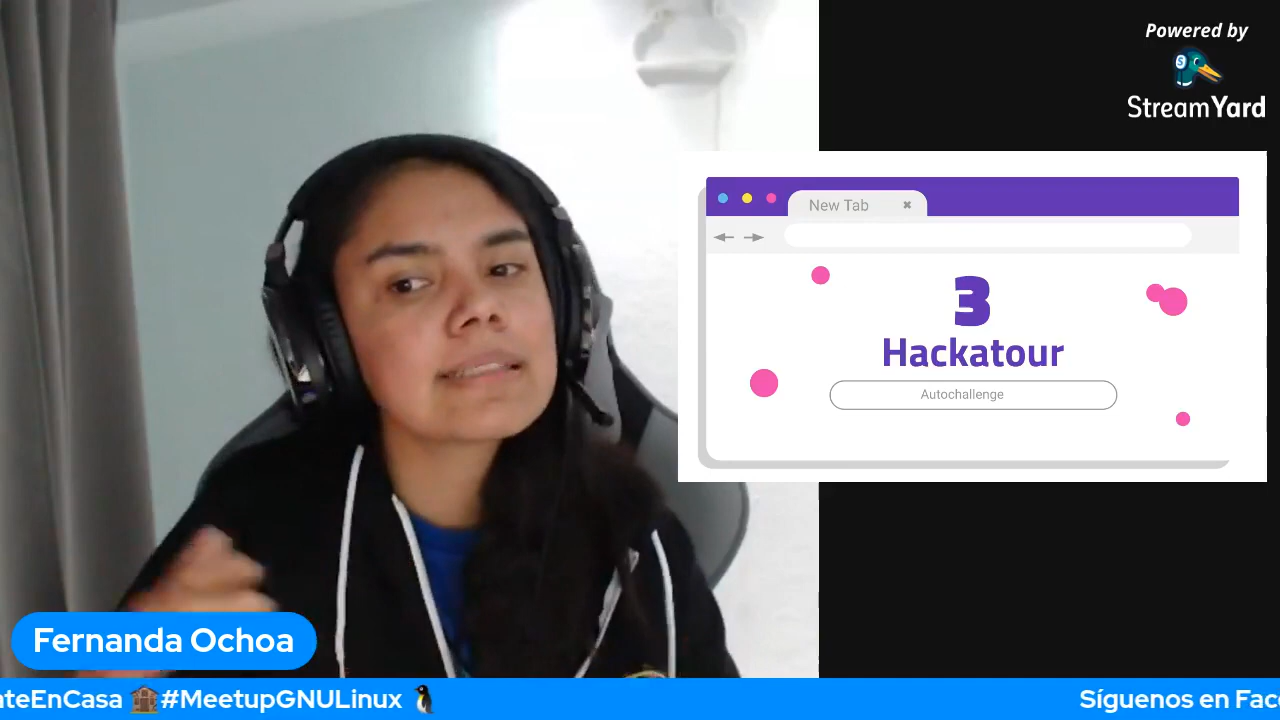 Powered by
StreamYard
New Tab
3
Hackatour
Autochallenge
Fernanda Ochoa
ateEnCasa 🏚#MeetupGNULinux 🐧
Síguenos en Fac